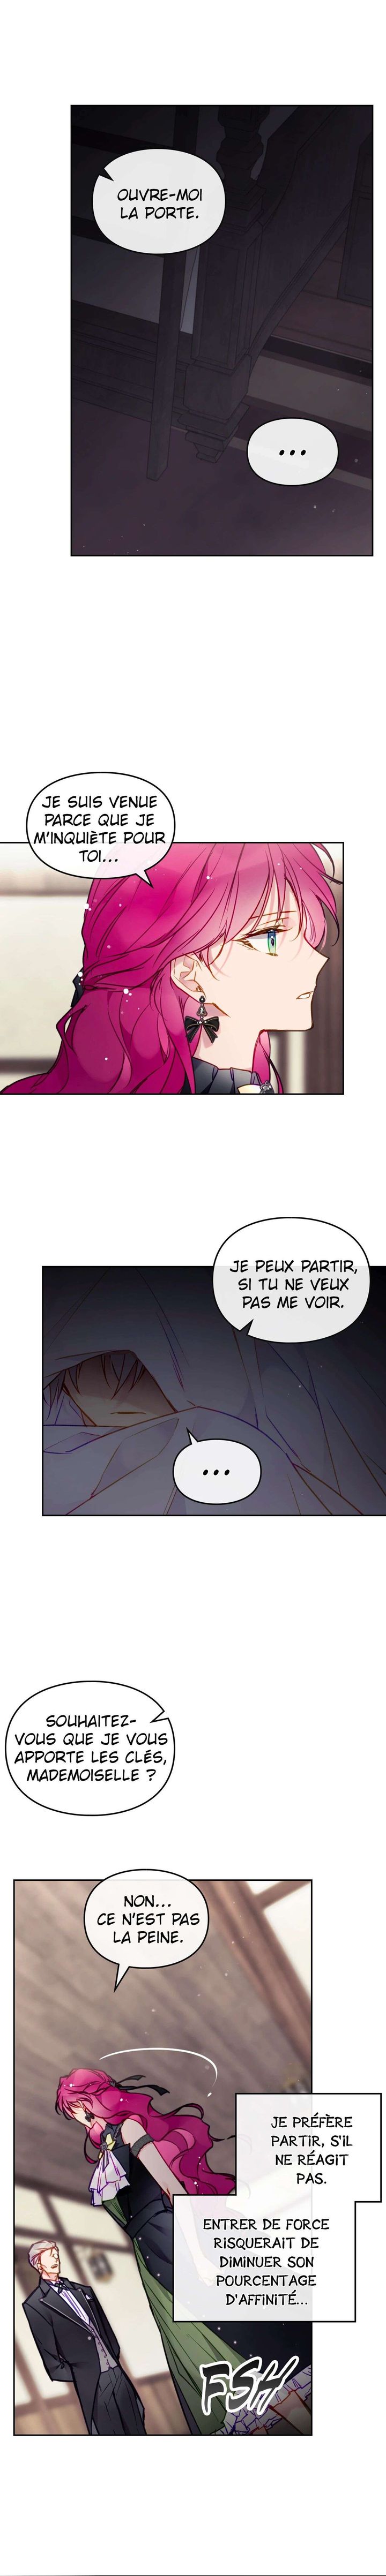 OUVRE-MOI
LA PORTE.
...
JE SUIS VENUE
PARCE QUE JE
M'INQUIÈTE POUR
TOI...
JE PEUX PARTIR,
SI TU NE VEUX
PAS ME VOIR.
...
SOUHAITEZ-
VOUS QUE JE VOUS
APPORTE LES CLÉS,
MADEMOISELLE ?
NON...
CE N'EST PAS
LA PEINE.
JE PRÉFÈRE
PARTIR, S'IL
NE RÉAGIT
PAS.
ENTRER DE FORCE
RISQUERAIT DE
DIMINUER SON
POURCENTAGE
D'AFFINITÉ...
FSH